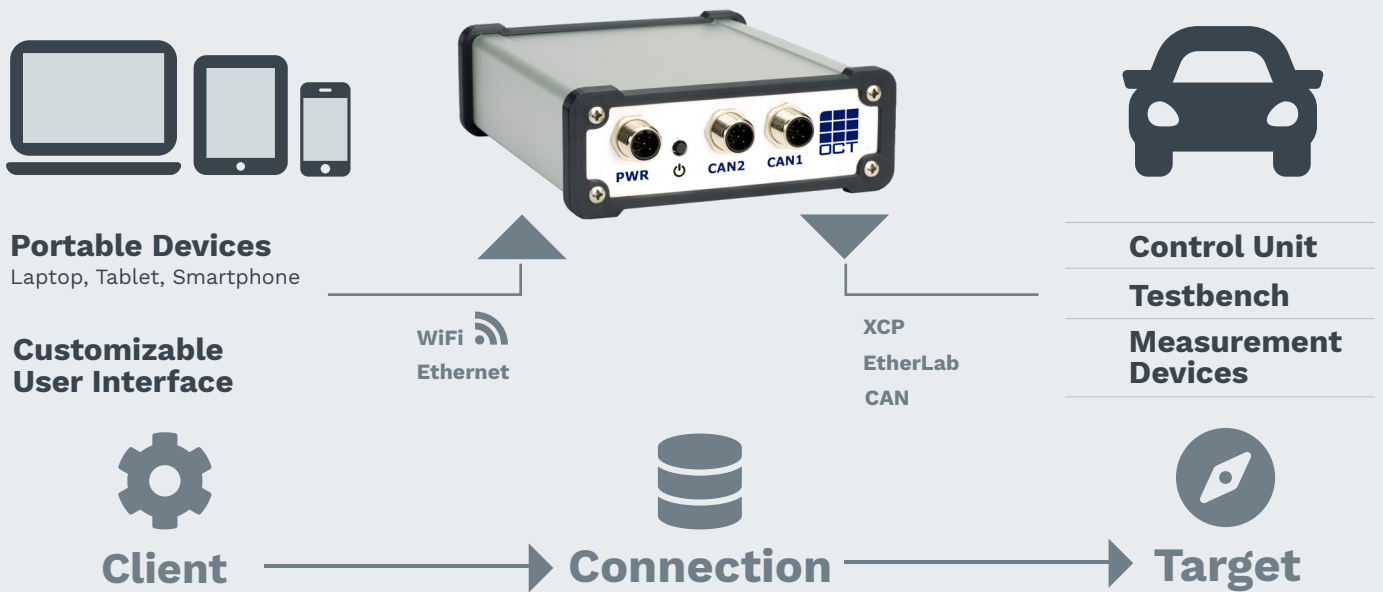 PWR
CAN2
CAN1
OCT
Portable Devices
Laptop, Tablet, Smartphone
Customizable
User Interface
WiFi
Ethernet
XCP
EtherLab
CAN
Control Unit
Testbench
Measurement
Devices
Client
Connection
Target